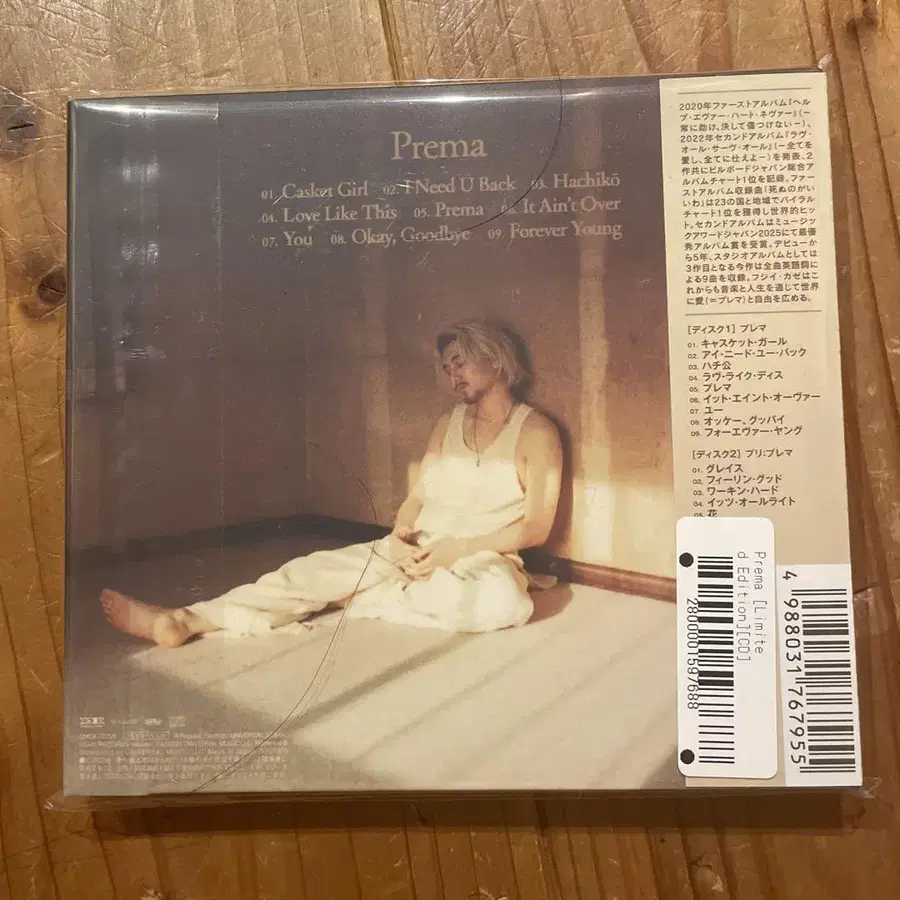 Prema
01. Casket Girl 02. I Need U Back 03. Hachikō
04. Love Like This 05. Prema 06. It Ain't Over
07. You 08. Okay, Goodbye 09. Forever Young
2020年ファーストアルバム『ヘル
プ・エヴァー・ハート・ネヴァー』(ー
常に助け、決して傷つけないー)、
2022年セカンドアルバム『ラヴ・
オール・サーヴ・オール』(ー全てを
愛し、全てに仕えよー)を発表、2
作共にビルボードジャパン総合ア
ルバムチャート1位を記録。ファー
ストアルバム収録曲「死ぬのがい
いわ」は23の国と地域でバイラル
チャート1位を獲得し世界的ヒッ
ト。セカンドアルバムはミュージッ
クアワードジャパン2025にて最優
秀アルバム賞を受賞。デビューか
ら5年、スタジオアルバムとしては
3作目となる今作は全曲英語詞に
よる9曲を収録。フジイ・カゼはこ
れからも音楽と人生を通じて世界
に愛(=プレマ)と自由を広める。
[ディスク1] プレマ
01. キャスケット・ガール
02. アイ・ニード・ユー・バック
03. ハチ公
04. ラヴ・ライク・ディス
05. プレマ
06. イット・エイント・オーヴァー
07. ユー
08. オッケー、グッバイ
09. フォーエヴァー・ヤング
[ディスク2] プリ:プレマ
01. グレイス
02. フィーリン・グッド
03. ワーキン・ハード
04. イッツ・オールライト
05. 花
Prema [Limite
d Edition][CD]
2800001597688
4 988031 767955